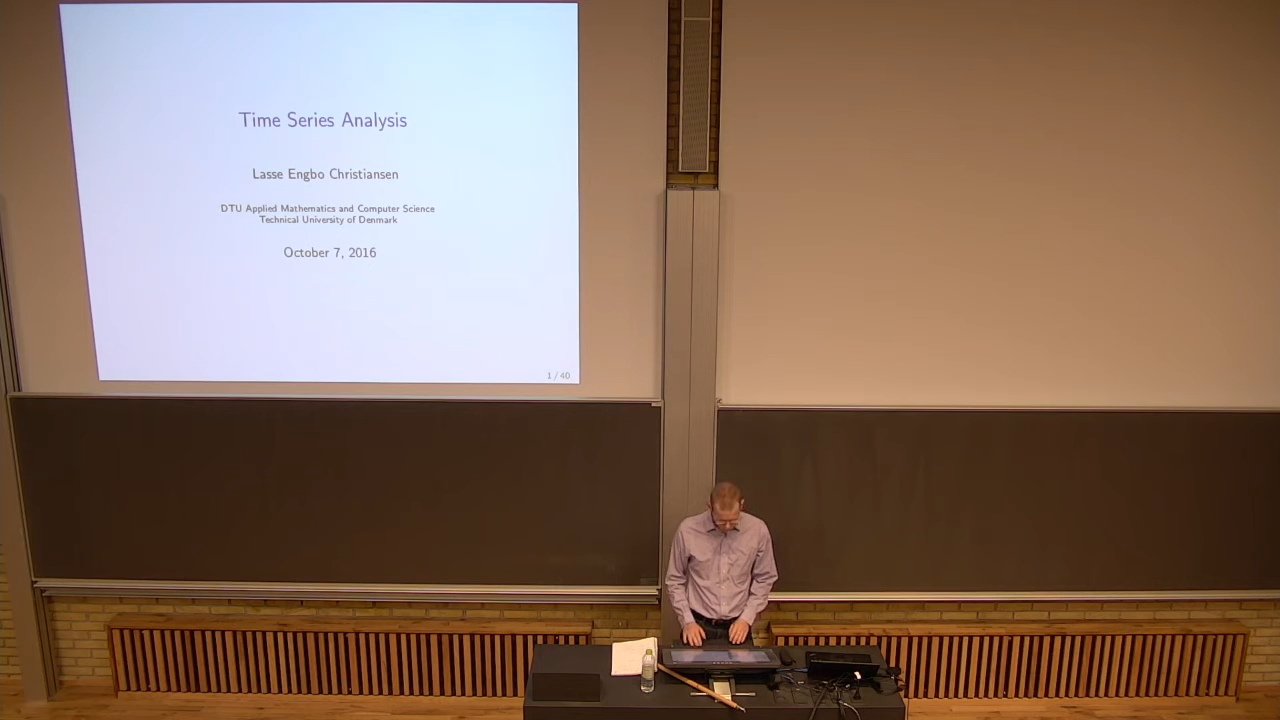 Time Series Analysis
Lasse Engbo Christiansen
DTU Applied Mathematics and Computer Science
Technical University of Denmark
October 7, 2016
1 / 40